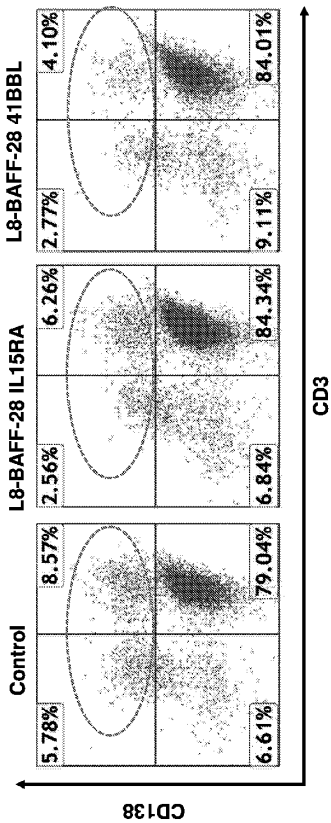 Control
L8-BAFF-28 IL15RA
L8-BAFF-28 41BBL
5.78%
8.57%
2.56%
6.26%
2.77%
4.10%
6.61%
79.04%
6.84%
84.34%
9.11%
84.01%
CD138
CD3